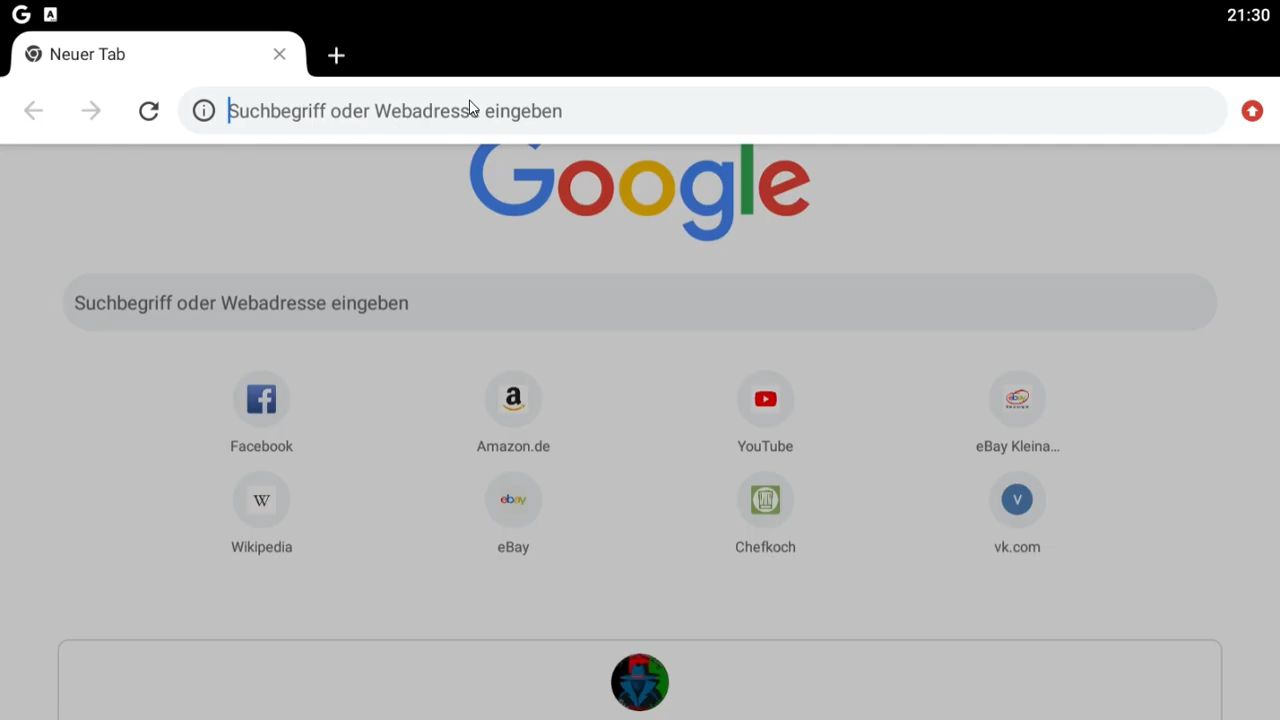 21:30
Neuer Tab
Suchbegriff oder Webadresse eingeben
Google
Suchbegriff oder Webadresse eingeben
Facebook
Amazon.de
YouTube
eBay Kleina...
Wikipedia
eBay
Chefkoch
vk.com